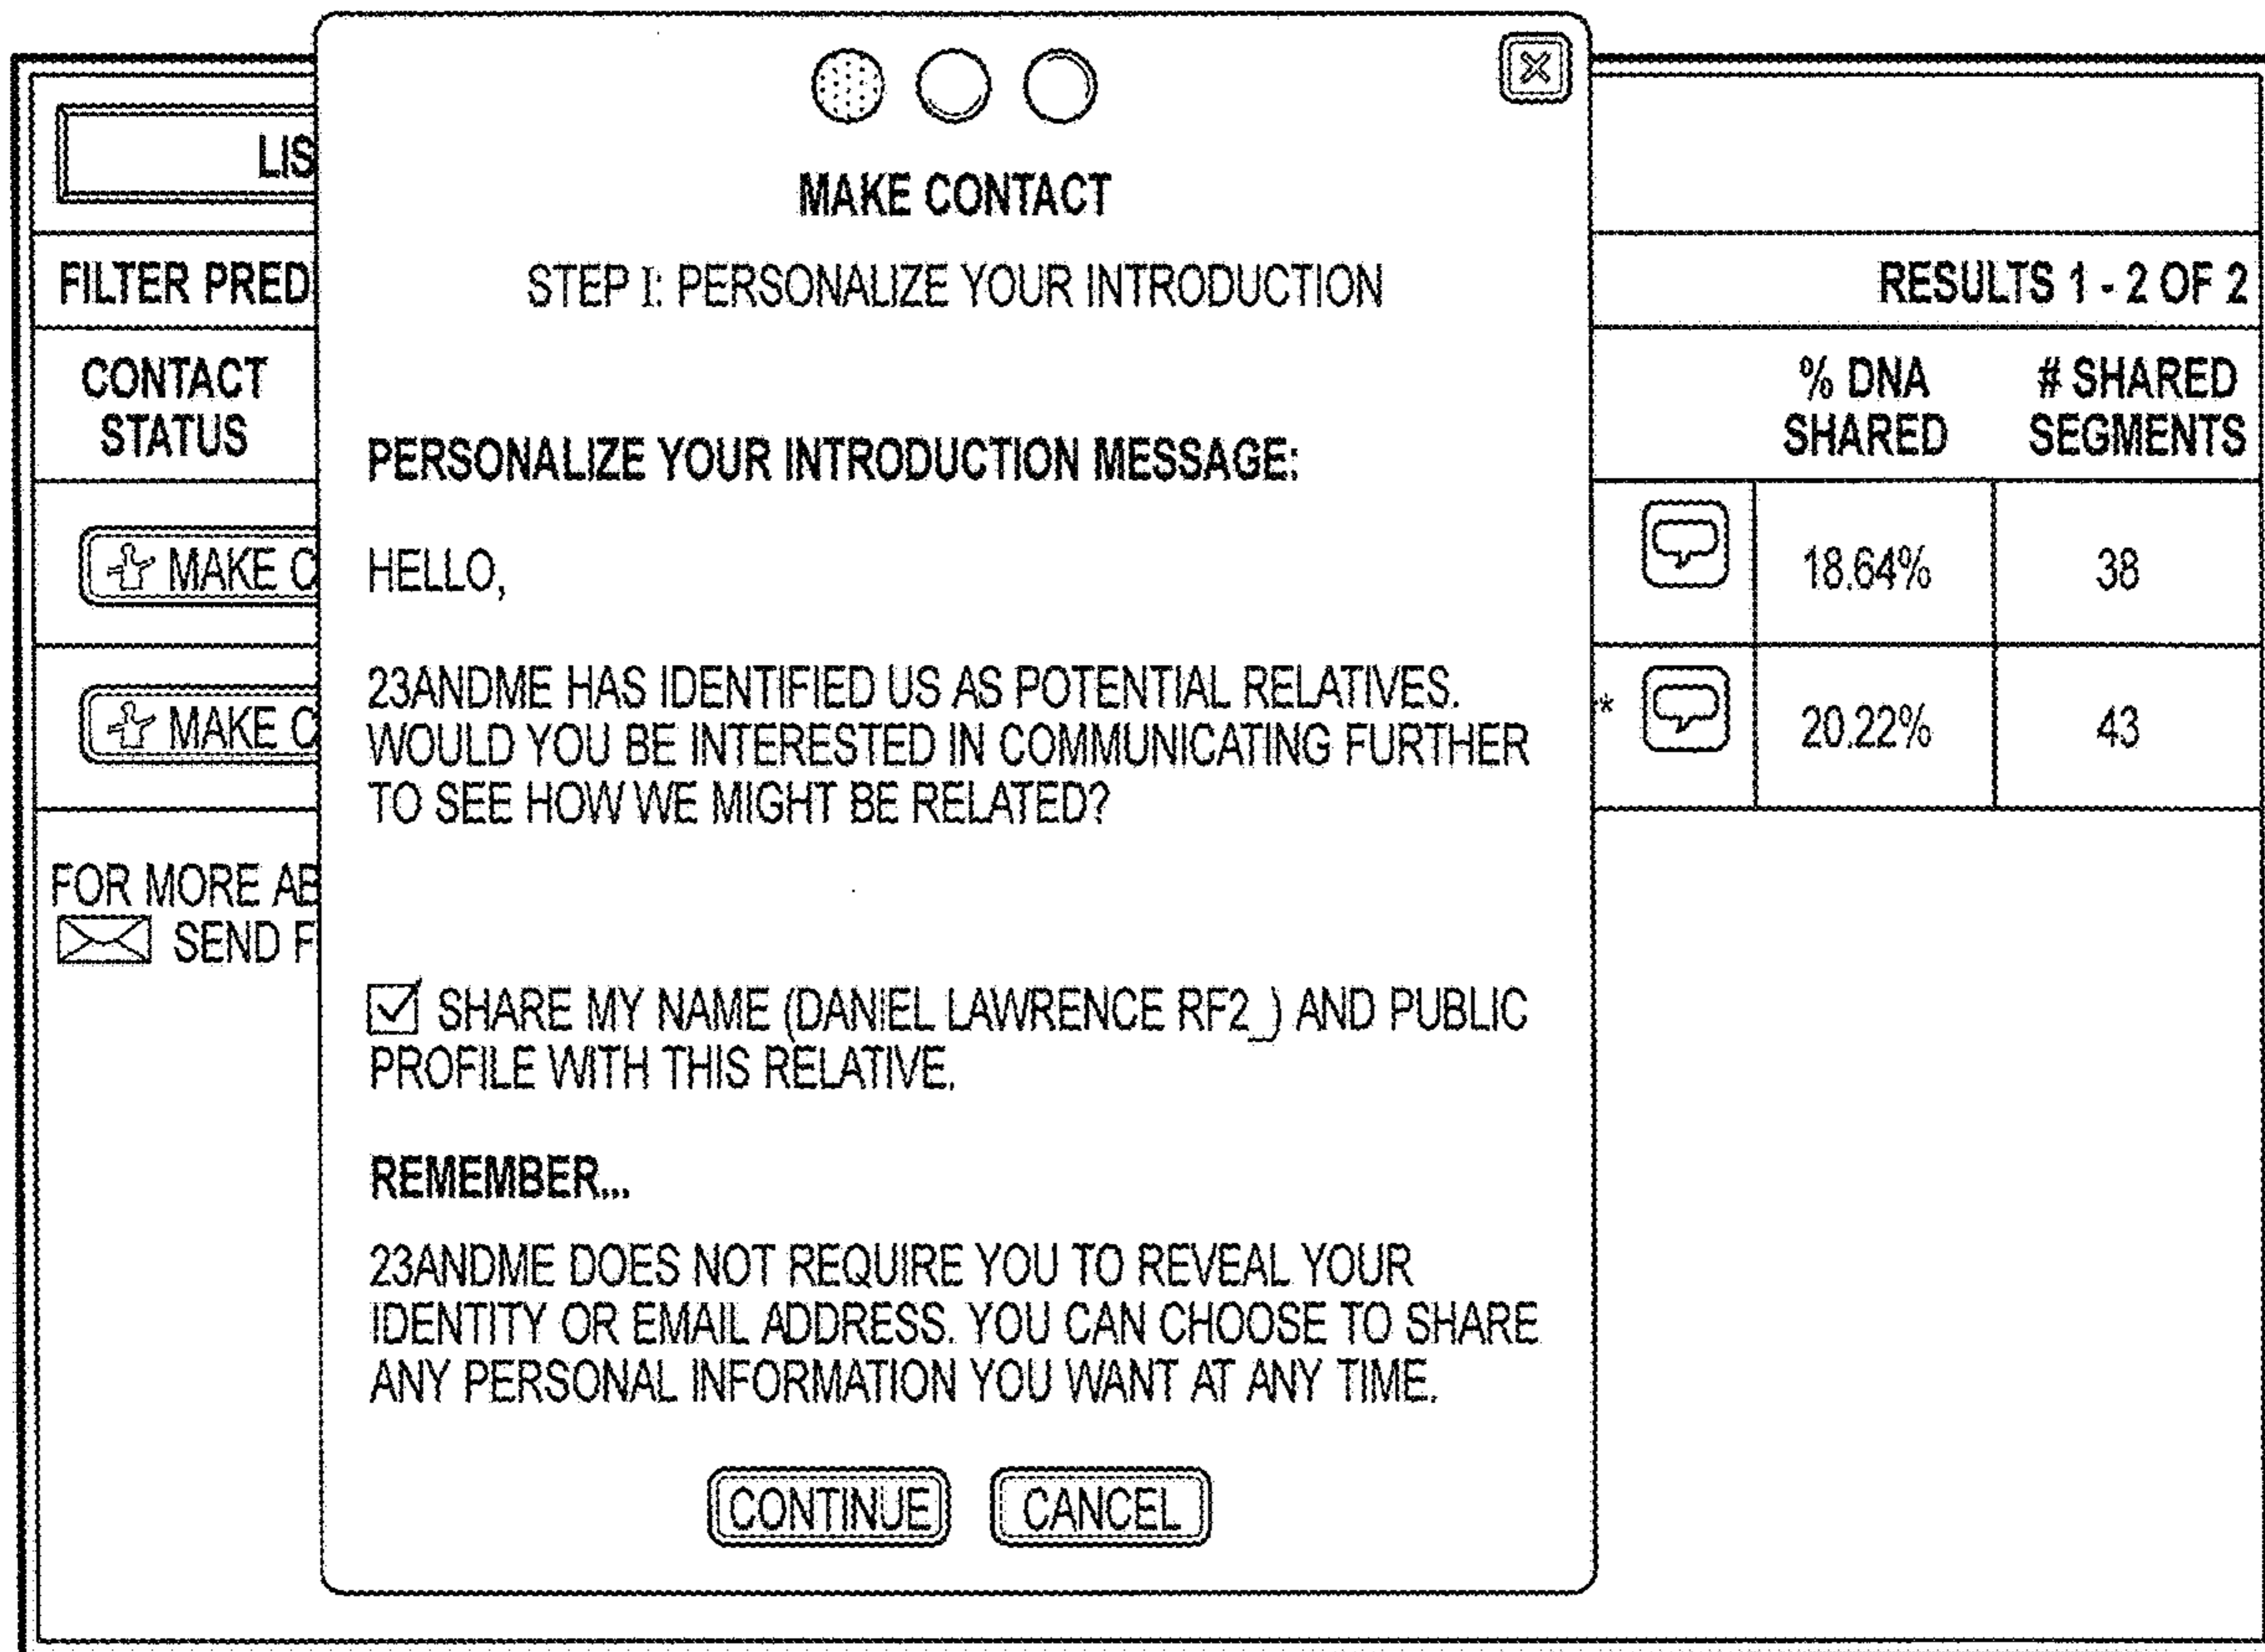 LIS
MAKE CONTACT
FILTER PRED
STEP I: PERSONALIZE YOUR INTRODUCTION
RESULTS 1 - 2 OF 2
CONTACT
STATUS
% DNA
SHARED
# SHARED
SEGMENTS
PERSONALIZE YOUR INTRODUCTION MESSAGE:
MAKE C
HELLO,
18.64%
38
MAKE C
23ANDME HAS IDENTIFIED US AS POTENTIAL RELATIVES.
WOULD YOU BE INTERESTED IN COMMUNICATING FURTHER
TO SEE HOW WE MIGHT BE RELATED?
*
20.22%
43
FOR MORE AB
SEND F
SHARE MY NAME (DANIEL LAWRENCE RF2_) AND PUBLIC
PROFILE WITH THIS RELATIVE.
REMEMBER...
23ANDME DOES NOT REQUIRE YOU TO REVEAL YOUR
IDENTITY OR EMAIL ADDRESS. YOU CAN CHOOSE TO SHARE
ANY PERSONAL INFORMATION YOU WANT AT ANY TIME.
CONTINUE
CANCEL